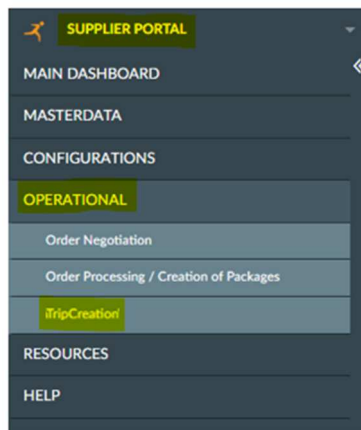 SUPPLIER PORTAL
MAIN DASHBOARD
MASTERDATA
CONFIGURATIONS
OPERATIONAL
Order Negotiation
Order Processing / Creation of Packages
iTripCreation
RESOURCES
HELP